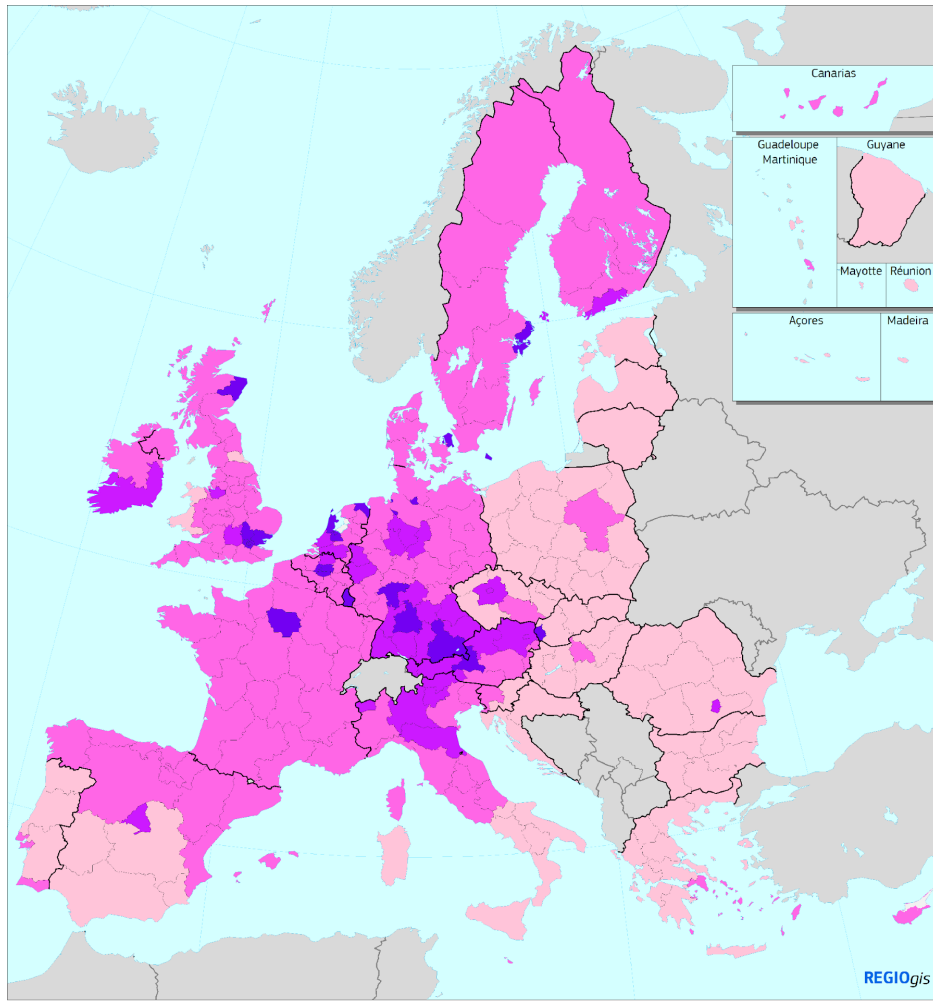 Canarias
Guadeloupe
Martinique
Guyane
Mayotte
Réunion
Açores
Madeira
REGIOgis